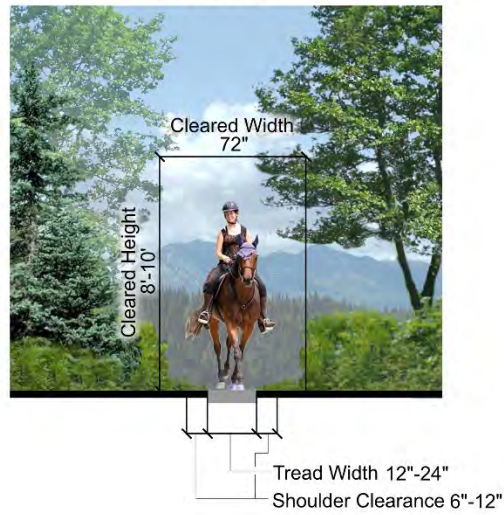 Cleared Width
72"
Cleared Height
8'-10'
Tread Width 12"-24"
Shoulder Clearance 6"-12"